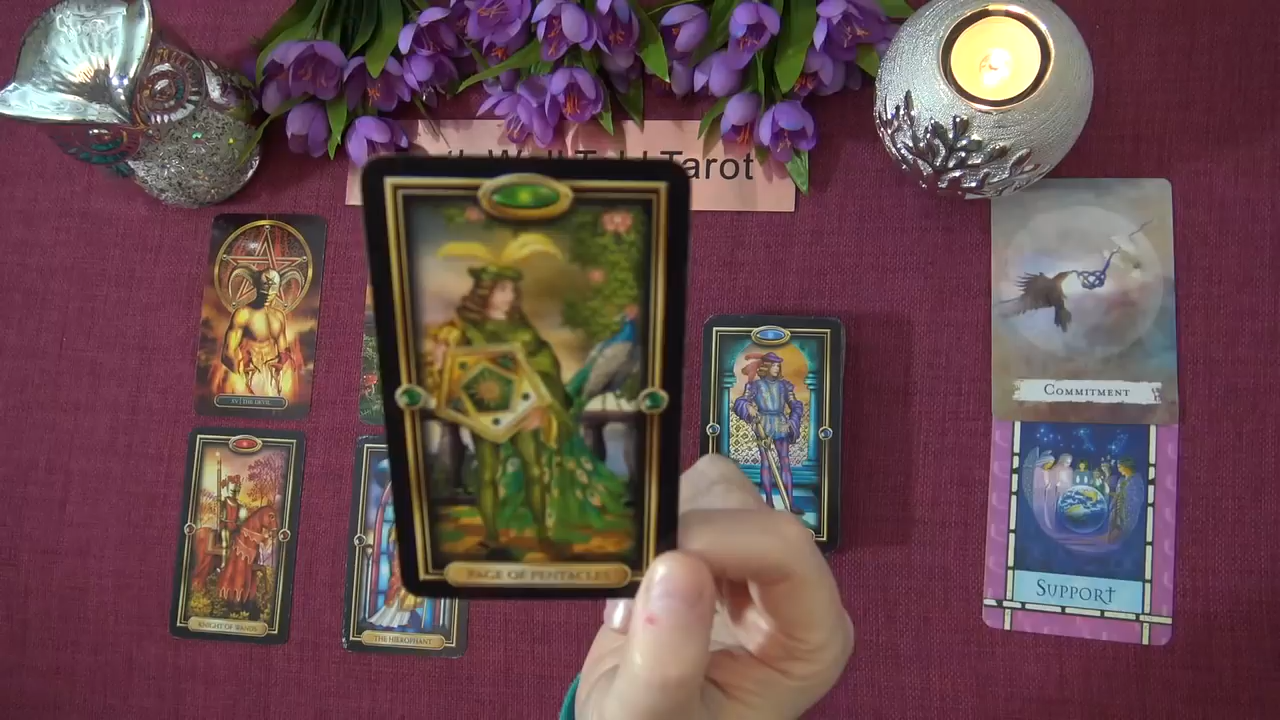 Tarot
XV | THE DEVIL
COMMITMENT
PAGE OF PENTACLES
SUPPORT
KNIGHT OF WANDS
THE HIEROPHANT